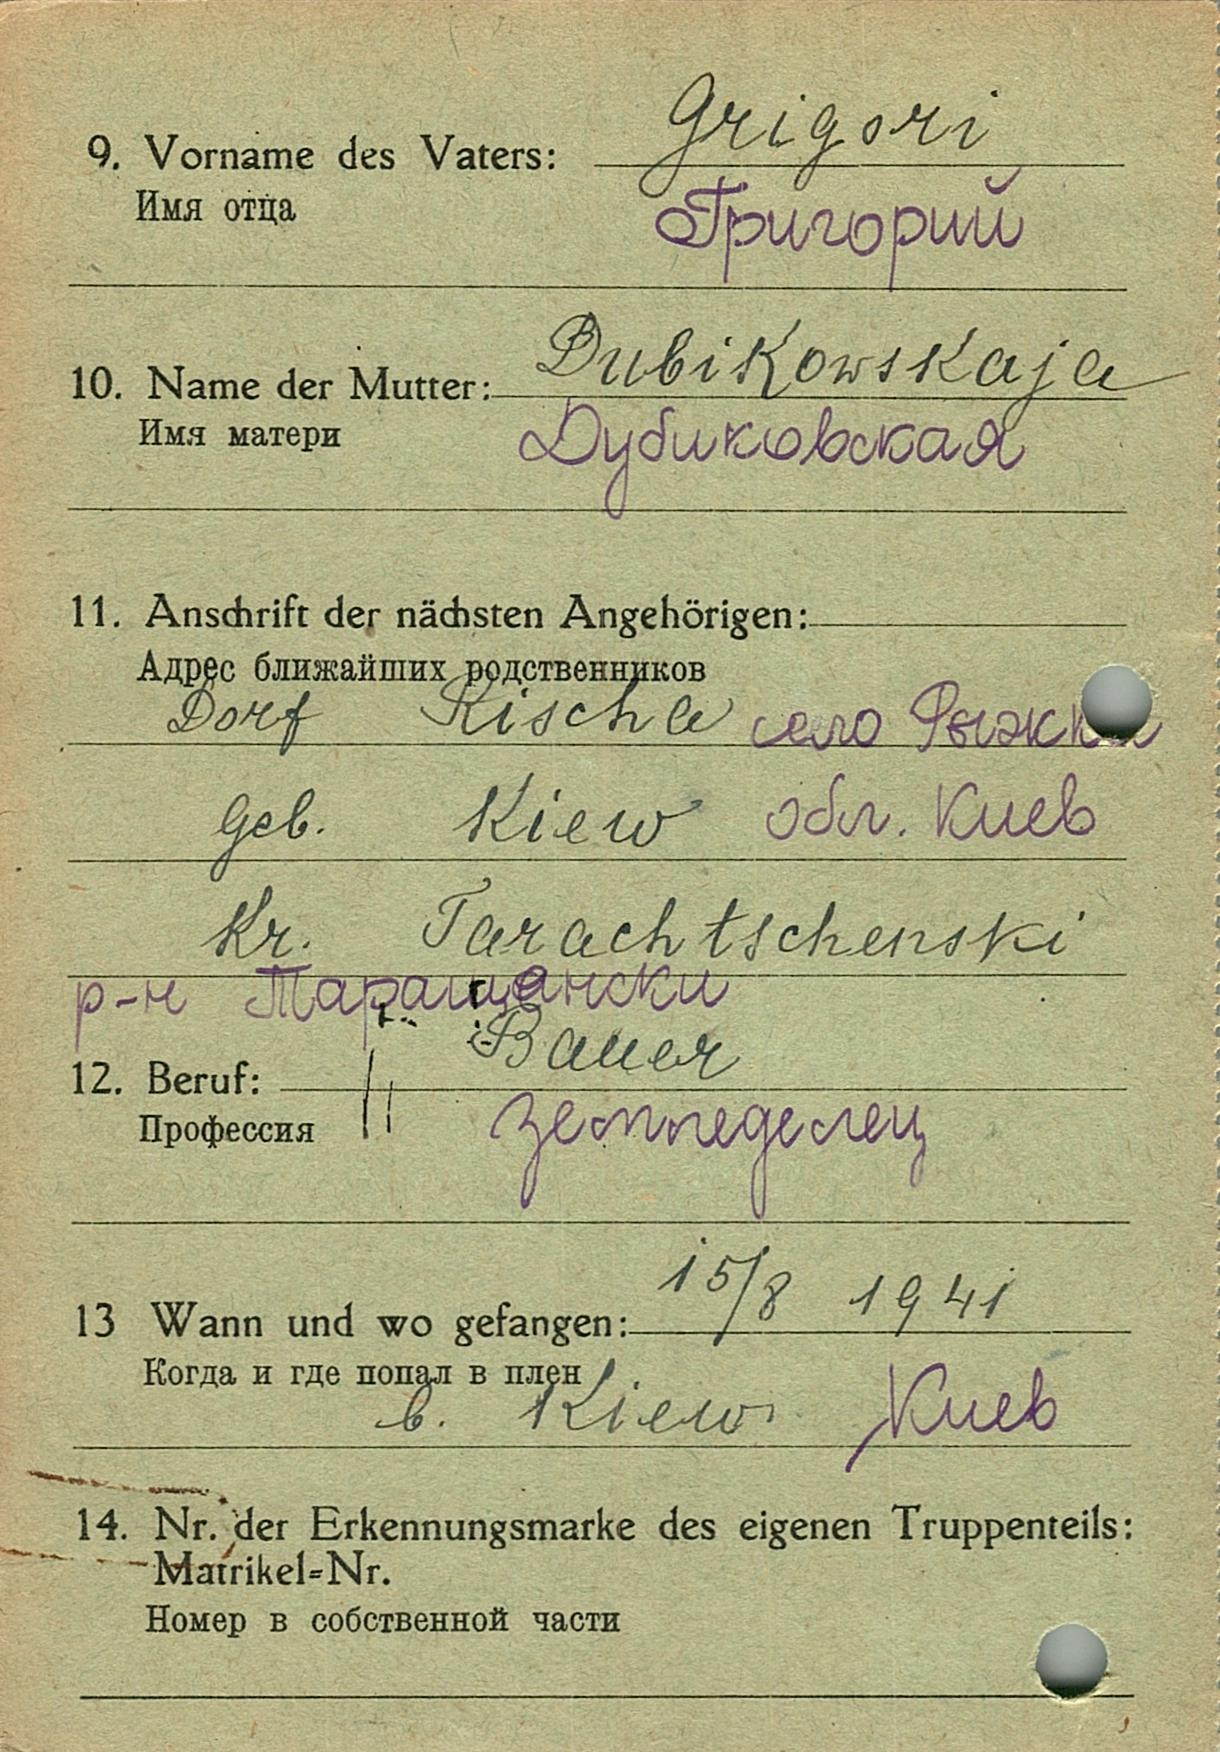 9. Vorname des Vaters: Grigori
Имя отца Григорий
10. Name der Mutter: Dubikowskaja
Имя матери Дубиковская
11. Anschrift der nächsten Angehörigen:
Адрес ближайших родственников
Dorf Rischa село
Geb. Kiew обл. Киев
Kr. Tarachtschenski
р-н Таращански
12. Beruf: Bauer
Профессия земледелец
13 Wann und wo gefangen: 15/8 1941
Когда и где попал в плен
b. Kiew Киев
14. Nr. der Erkennungsmarke des eigenen Truppenteils:
Matrikel=Nr.
Номер в собственной части